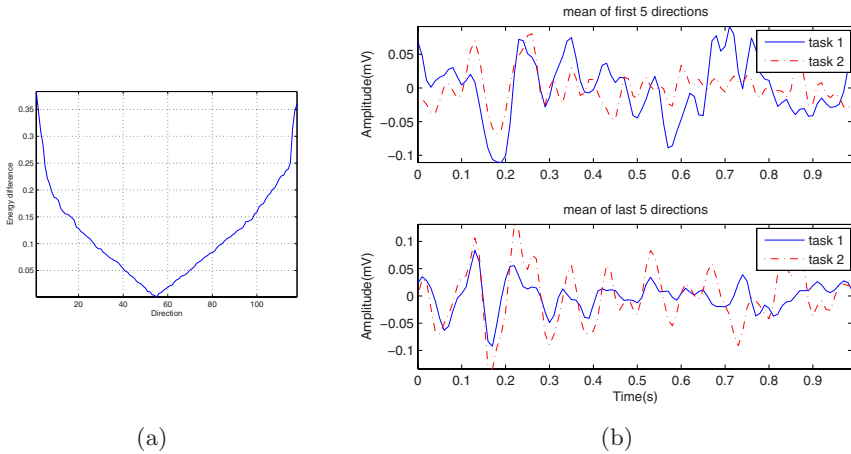 0.35
0.3
0.25
0.2
0.15
0.1
0.05
Energy difference
20 40 60 80 100
Direction
(a)
mean of first 5 directions
0.05
0
−0.05
−0.1
Amplitude(mV)
task 1
task 2
0 0.1 0.2 0.3 0.4 0.5 0.6 0.7 0.8 0.9
mean of last 5 directions
0.1
0.05
0
−0.05
−0.1
Amplitude(mV)
task 1
task 2
0 0.1 0.2 0.3 0.4 0.5 0.6 0.7 0.8 0.9
Time(s)
(b)